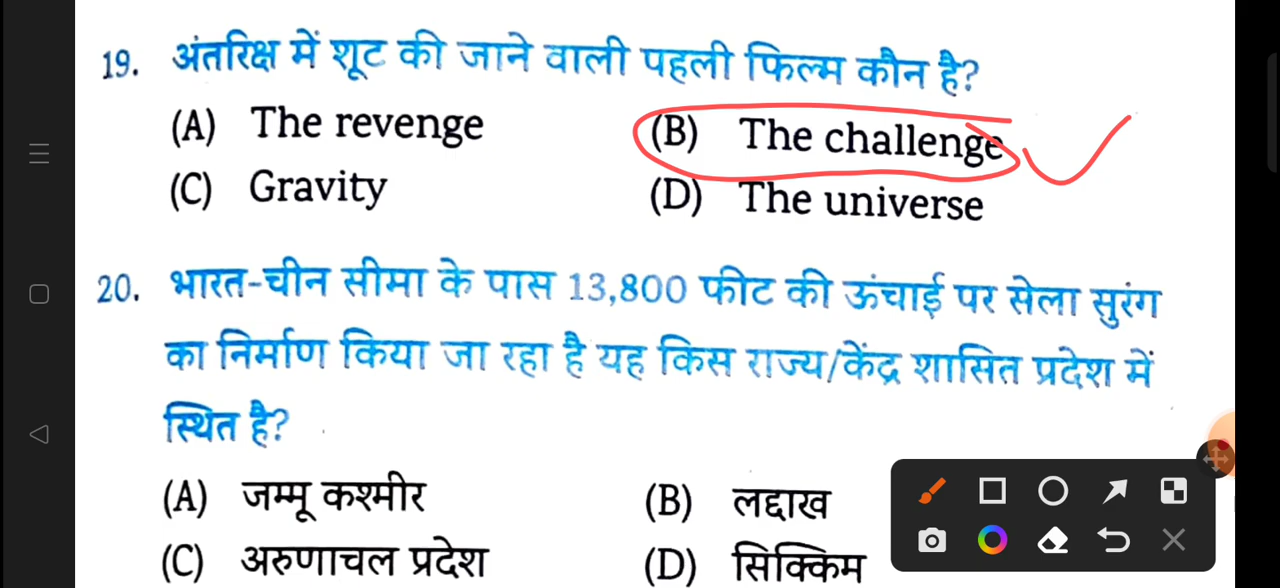 19. अंतरिक्ष में शूट की जाने वाली पहली फिल्म कौन है?
(A) The revenge (B) The challenge
(C) Gravity (D) The universe
20. भारत-चीन सीमा के पास 13,800 फीट की ऊंचाई पर सेला सुरंग
का निर्माण किया जा रहा है यह किस राज्य/केंद्र शासित प्रदेश में
स्थित है?
(A) जम्मू कश्मीर (B) लद्दाख
(C) अरुणाचल प्रदेश (D) सिक्किम